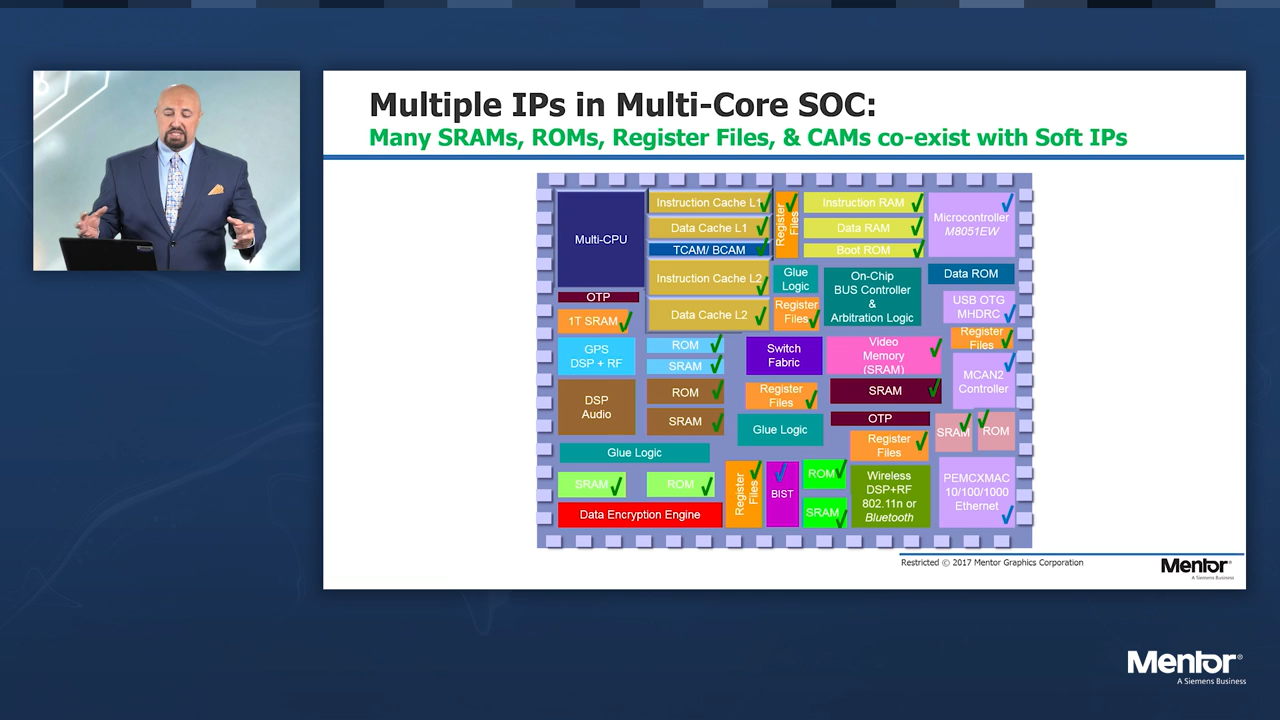 Multiple IPs in Multi-Core SOC:
Many SRAMs, ROMs, Register Files, & CAMs co-exist with Soft IPs
Multi-CPU
Instruction Cache L1
Data Cache L1
TCAM/ BCAM
Instruction Cache L2
Data Cache L2
Register
Files
Instruction RAM
Data RAM
Boot ROM
Microcontroller
M8051EW
Glue
Logic
On-Chip
BUS Controller
&
Arbitration Logic
Data ROM
OTP
1T SRAM
Register
Files
USB OTG
MHDRC
Register
Files
GPS
DSP + RF
ROM
SRAM
Switch
Fabric
Video
Memory
(SRAM)
MCAN2
Controller
DSP
Audio
ROM
SRAM
Register
Files
SRAM
OTP
Glue Logic
Register
Files
SRAM
ROM
Glue Logic
SRAM
ROM
Register
Files
BIST
ROM
SRAM
Wireless
DSP+RF
802.11n or
Bluetooth
PEMCXMAC
10/100/1000
Ethernet
Data Encryption Engine
Restricted © 2017 Mentor Graphics Corporation
Mentor®
A Siemens Business
Mentor®
A Siemens Business